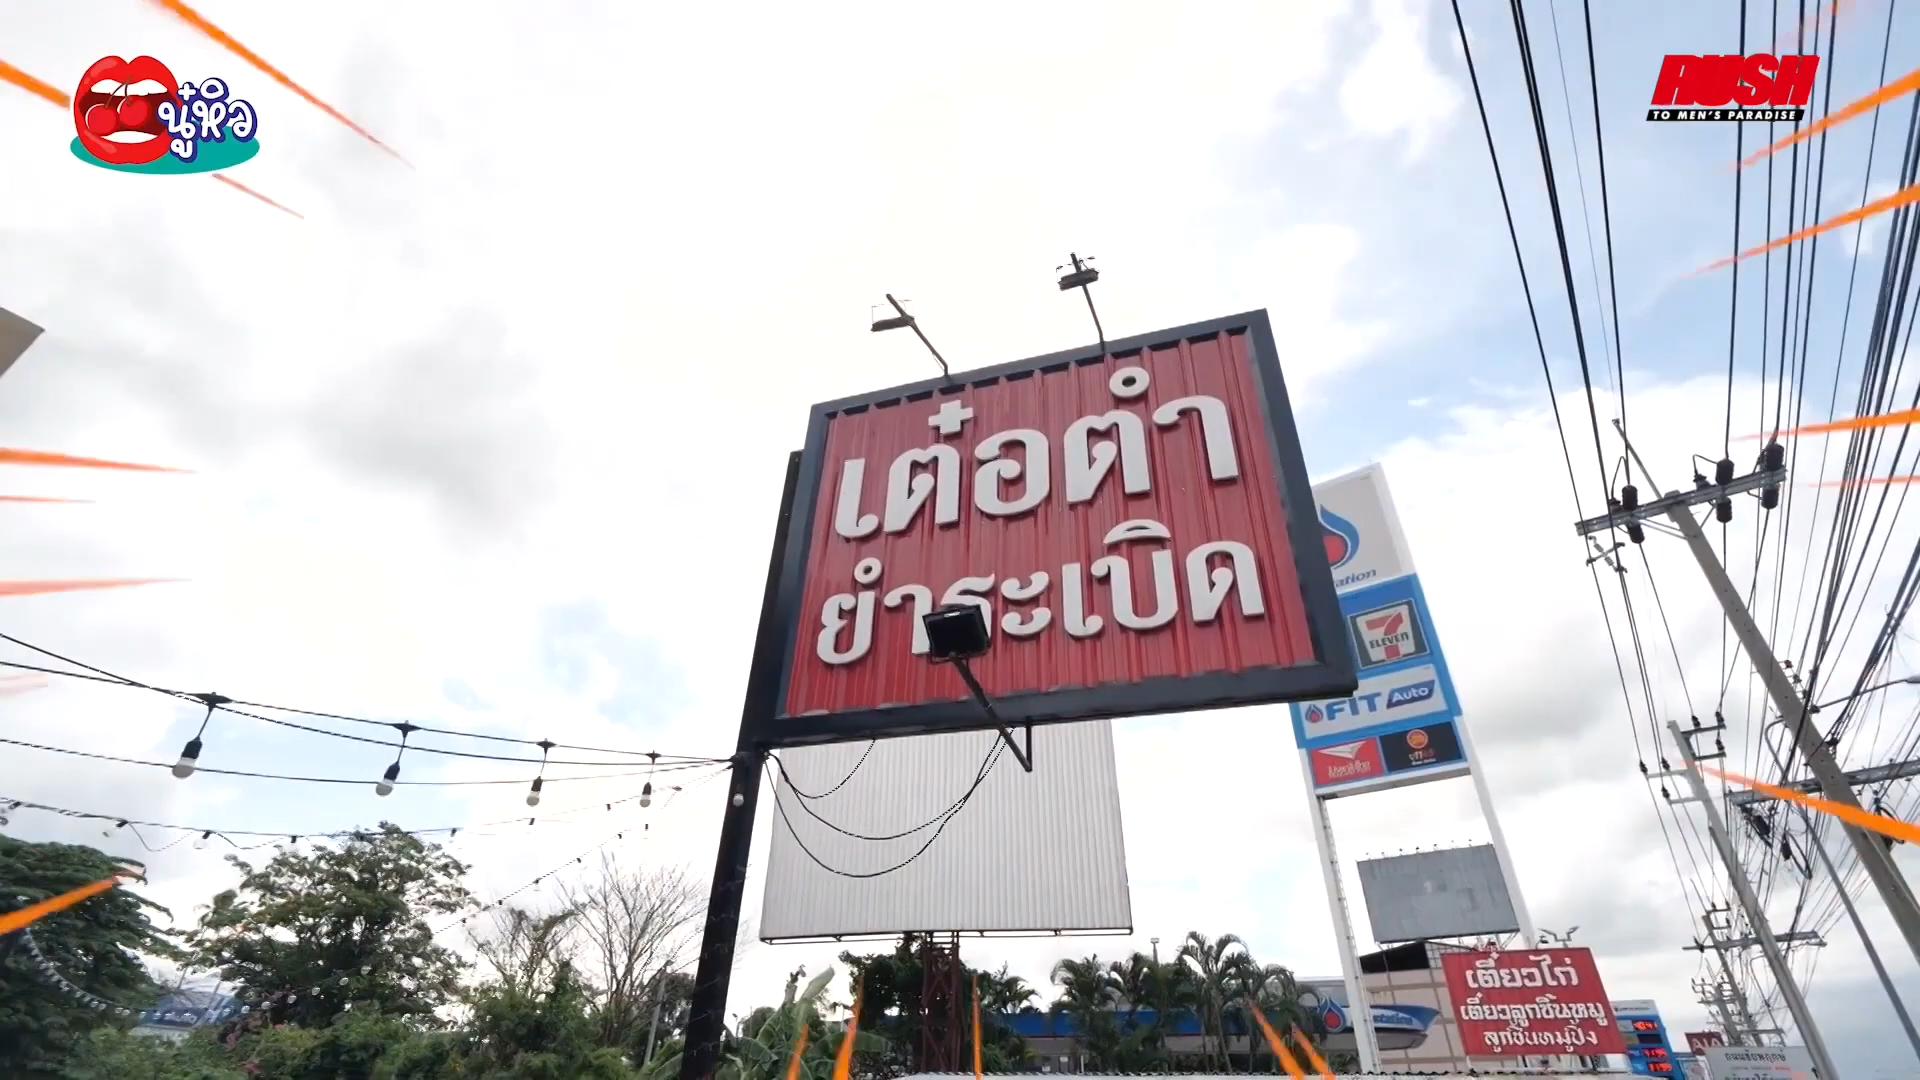 นู๋หิว
RUSH
TO MEN'S PARADISE
เต๋อตำ
ยำระเบิด
ELEVEN
FIT Auto
เตี๋ยวไก่
เตี๋ยวลูกชิ้นหมู
ลูกชิ้นหมูปิ้ง
AIA